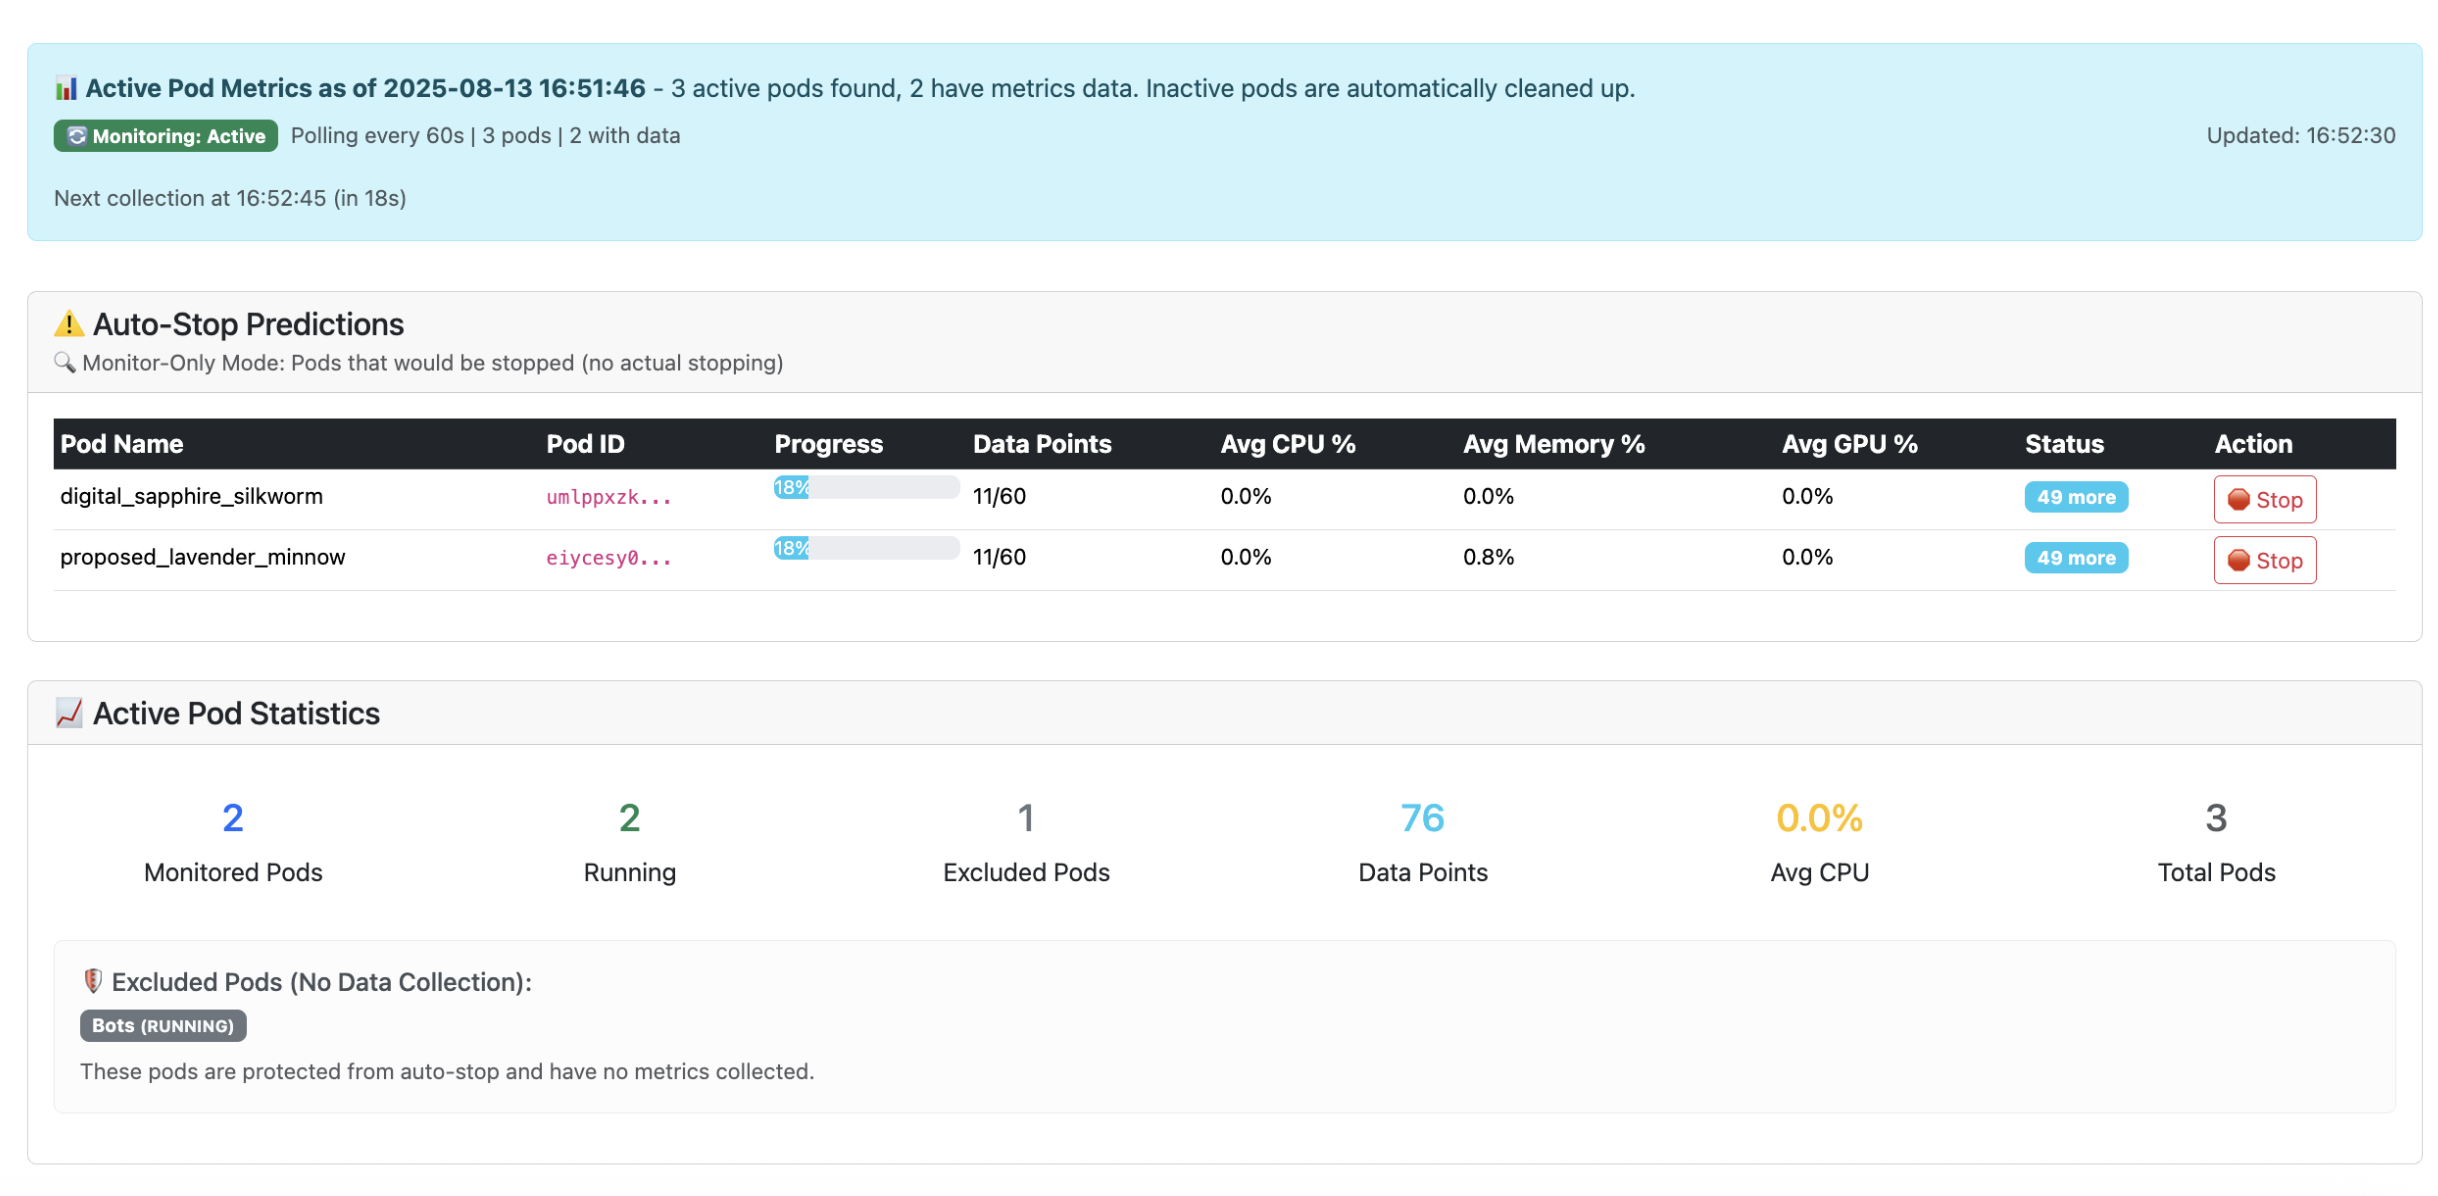 📊 Active Pod Metrics as of 2025-08-13 16:51:46 - 3 active pods found, 2 have metrics data. Inactive pods are automatically cleaned up.
🔄 Monitoring: Active Polling every 60s | 3 pods | 2 with data Updated: 16:52:30
Next collection at 16:52:45 (in 18s)
⚠️ Auto-Stop Predictions
🔍 Monitor-Only Mode: Pods that would be stopped (no actual stopping)
Pod Name Pod ID Progress Data Points Avg CPU % Avg Memory % Avg GPU % Status Action
digital_sapphire_silkworm umlppxzk... 18% 11/60 0.0% 0.0% 0.0% 49 more 🛑 Stop
proposed_lavender_minnow eiycesy0... 18% 11/60 0.0% 0.8% 0.0% 49 more 🛑 Stop
📈 Active Pod Statistics
2 2 1 76 0.0% 3
Monitored Pods Running Excluded Pods Data Points Avg CPU Total Pods
🛡️ Excluded Pods (No Data Collection):
Bots (RUNNING)
These pods are protected from auto-stop and have no metrics collected.